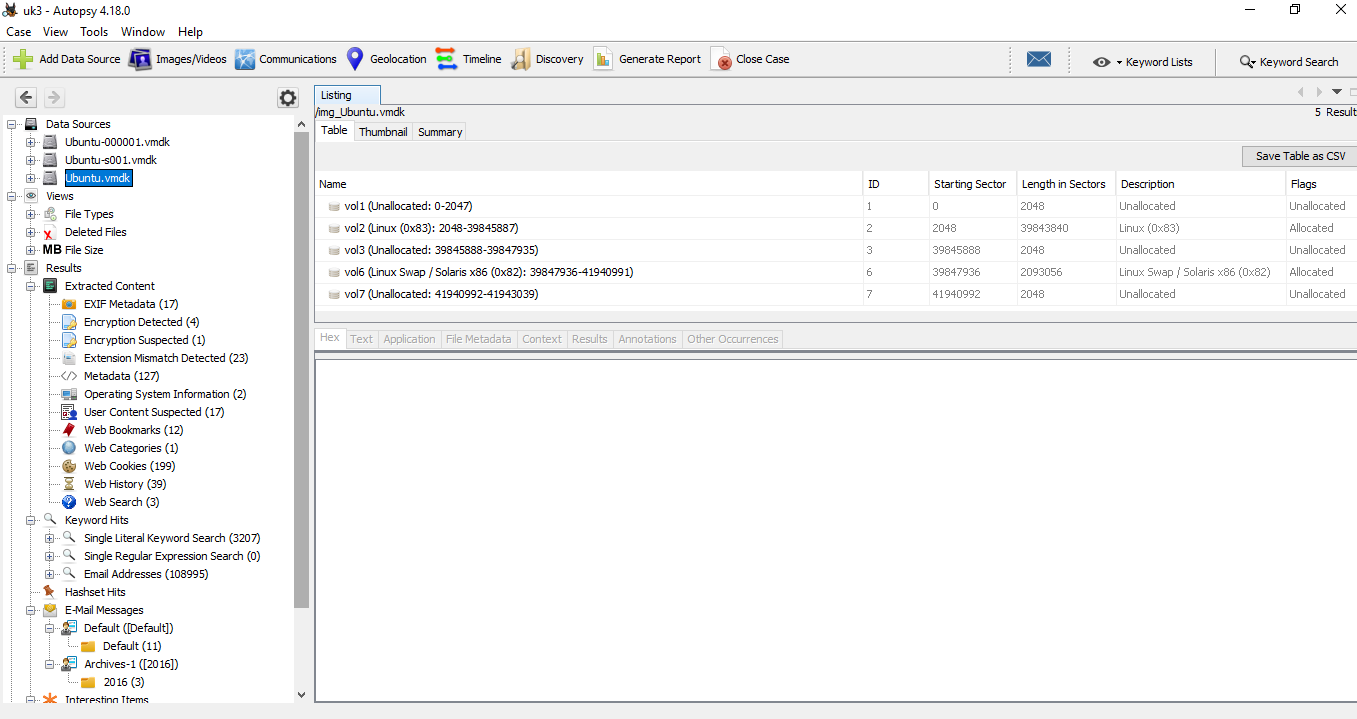 uk3 - Autopsy 4.18.0
Case View Tools Window Help
Add Data Source Images/Videos Communications Geolocation Timeline Discovery Generate Report Close Case Keyword Lists Keyword Search
Data Sources
Ubuntu-000001.vmdk
Ubuntu-s001.vmdk
Ubuntu.vmdk
Views
File Types
Deleted Files
MB File Size
Results
Extracted Content
EXIF Metadata (17)
Encryption Detected (4)
Encryption Suspected (1)
Extension Mismatch Detected (23)
Metadata (127)
Operating System Information (2)
User Content Suspected (17)
Web Bookmarks (12)
Web Categories (1)
Web Cookies (199)
Web History (39)
Web Search (3)
Keyword Hits
Single Literal Keyword Search (3207)
Single Regular Expression Search (0)
Email Addresses (108995)
Hashset Hits
E-Mail Messages
Default ([Default])
Default (11)
Archives-1 ([2016])
2016 (3)
Interesting Items
Listing
/img_Ubuntu.vmdk 5 Result
Table Thumbnail Summary
Save Table as CSV
Name ID Starting Sector Length in Sectors Description Flags
vol1 (Unallocated: 0-2047) 1 0 2048 Unallocated Unallocated
vol2 (Linux (0x83): 2048-39845887) 2 2048 39843840 Linux (0x83) Allocated
vol3 (Unallocated: 39845888-39847935) 3 39845888 2048 Unallocated Unallocated
vol6 (Linux Swap / Solaris x86 (0x82): 39847936-41940991) 6 39847936 2093056 Linux Swap / Solaris x86 (0x82) Allocated
vol7 (Unallocated: 41940992-41943039) 7 41940992 2048 Unallocated Unallocated
Hex Text Application File Metadata Context Results Annotations Other Occurrences